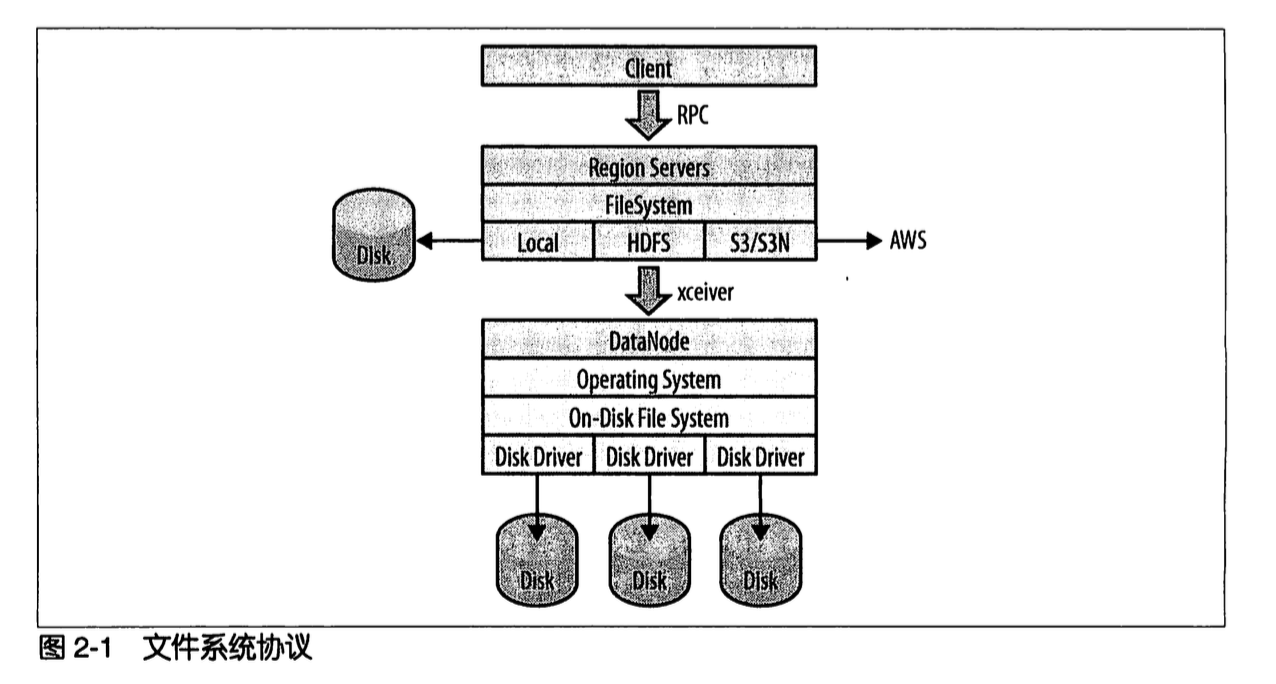 Client
RPC
Region Servers
FileSystem
Disk
Local
HDFS
S3/S3N
AWS
xceiver
DataNode
Operating System
On-Disk File System
Disk Driver
Disk Driver
Disk Driver
Disk
Disk
Disk
图 2-1 文件系统协议